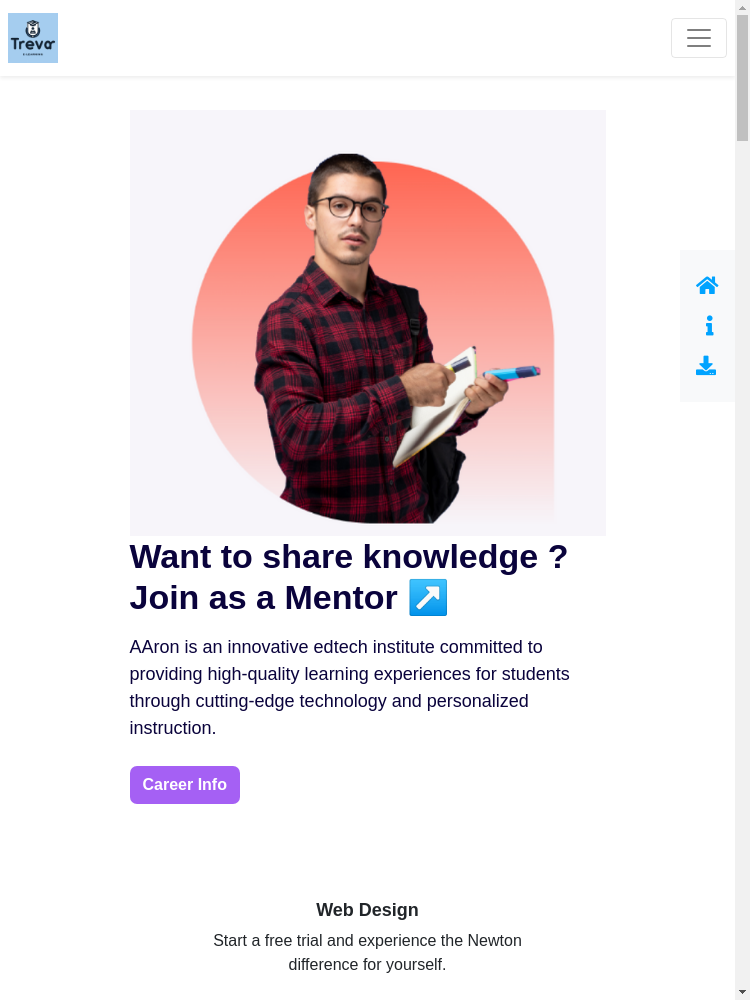 Trevor
Want to share knowledge ?
Join as a Mentor ↗️
AAron is an innovative edtech institute committed to
providing high-quality learning experiences for students
through cutting-edge technology and personalized
instruction.
Career Info
Web Design
Start a free trial and experience the Newton
difference for yourself.